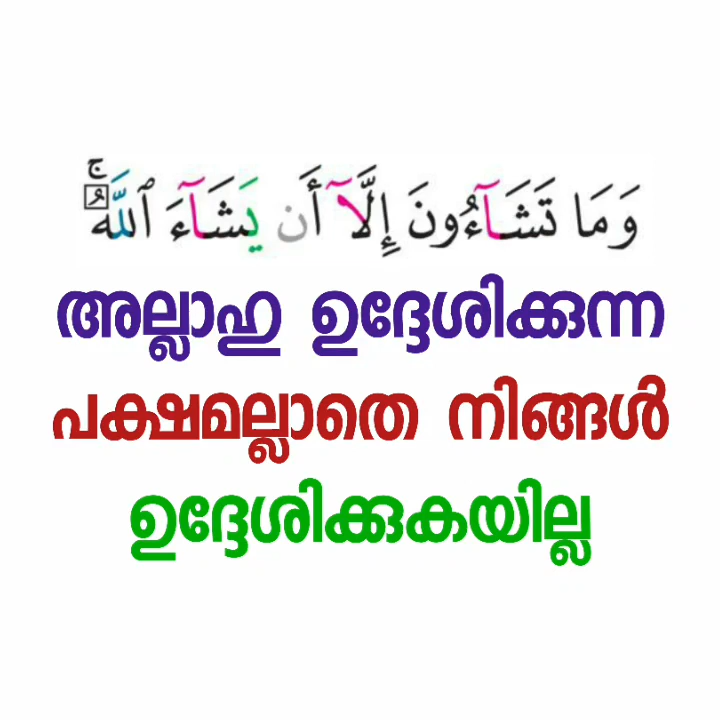 وَمَا تَشَآءُونَ إِلَّآ أَن يَشَآءَ ٱللَّهُۚ
അല്ലാഹു ഉദ്ദേശിക്കുന്ന
പക്ഷമല്ലാതെ നിങ്ങൾ
ഉദ്ദേശിക്കുകയില്ല